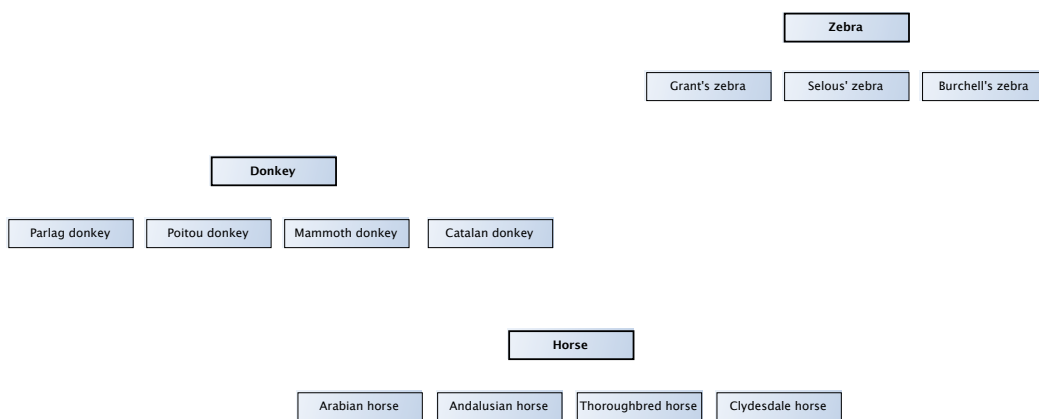 Zebra
Grant's zebra
Selous' zebra
Burchell's zebra
Donkey
Parlag donkey
Poitou donkey
Mammoth donkey
Catalan donkey
Horse
Arabian horse
Andalusian horse
Thoroughbred horse
Clydesdale horse